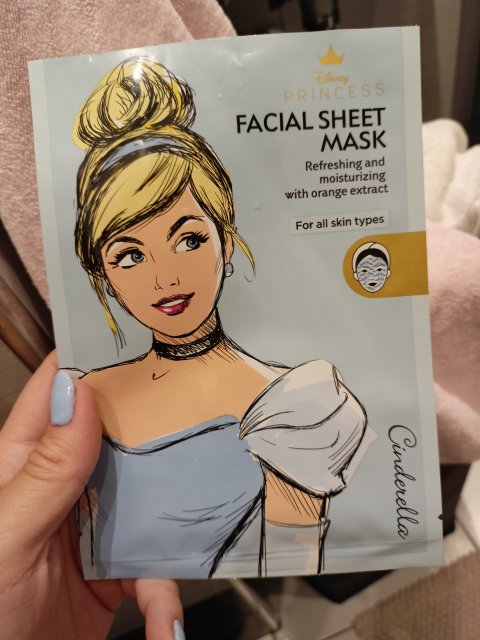 Disney
PRINCESS
FACIAL SHEET
MASK
Refreshing and
moisturizing
with orange extract
For all skin types
Cinderella